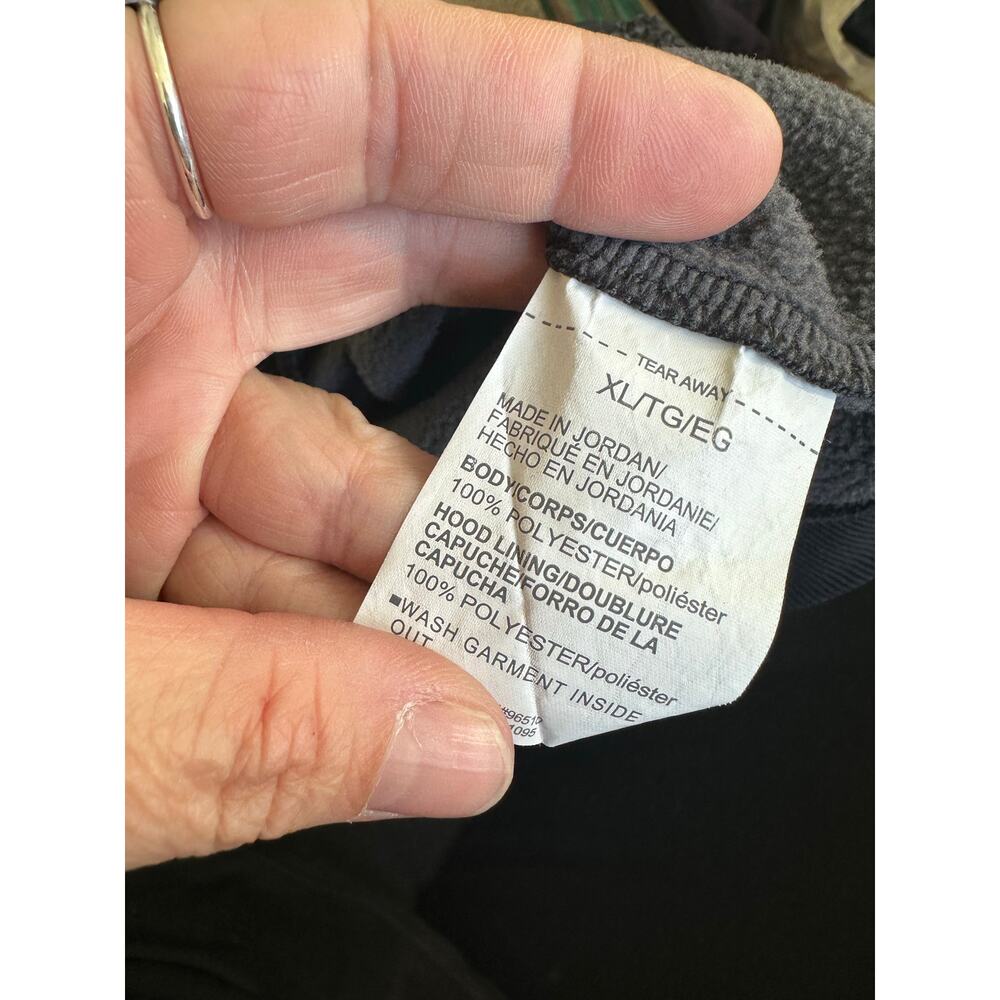 TEAR AWAY
XL/TG/EG
MADE IN JORDAN/
FABRIQUÉ EN JORDANIE/
HECHO EN JORDANIA
BODY/CORPS/CUERPO
100% POLYESTER/poliéster
HOOD LINING/DOUBLURE
CAPUCHE/FORRO DE LA
CAPUCHA
100% POLYESTER/poliéster
■WASH GARMENT INSIDE
OUT